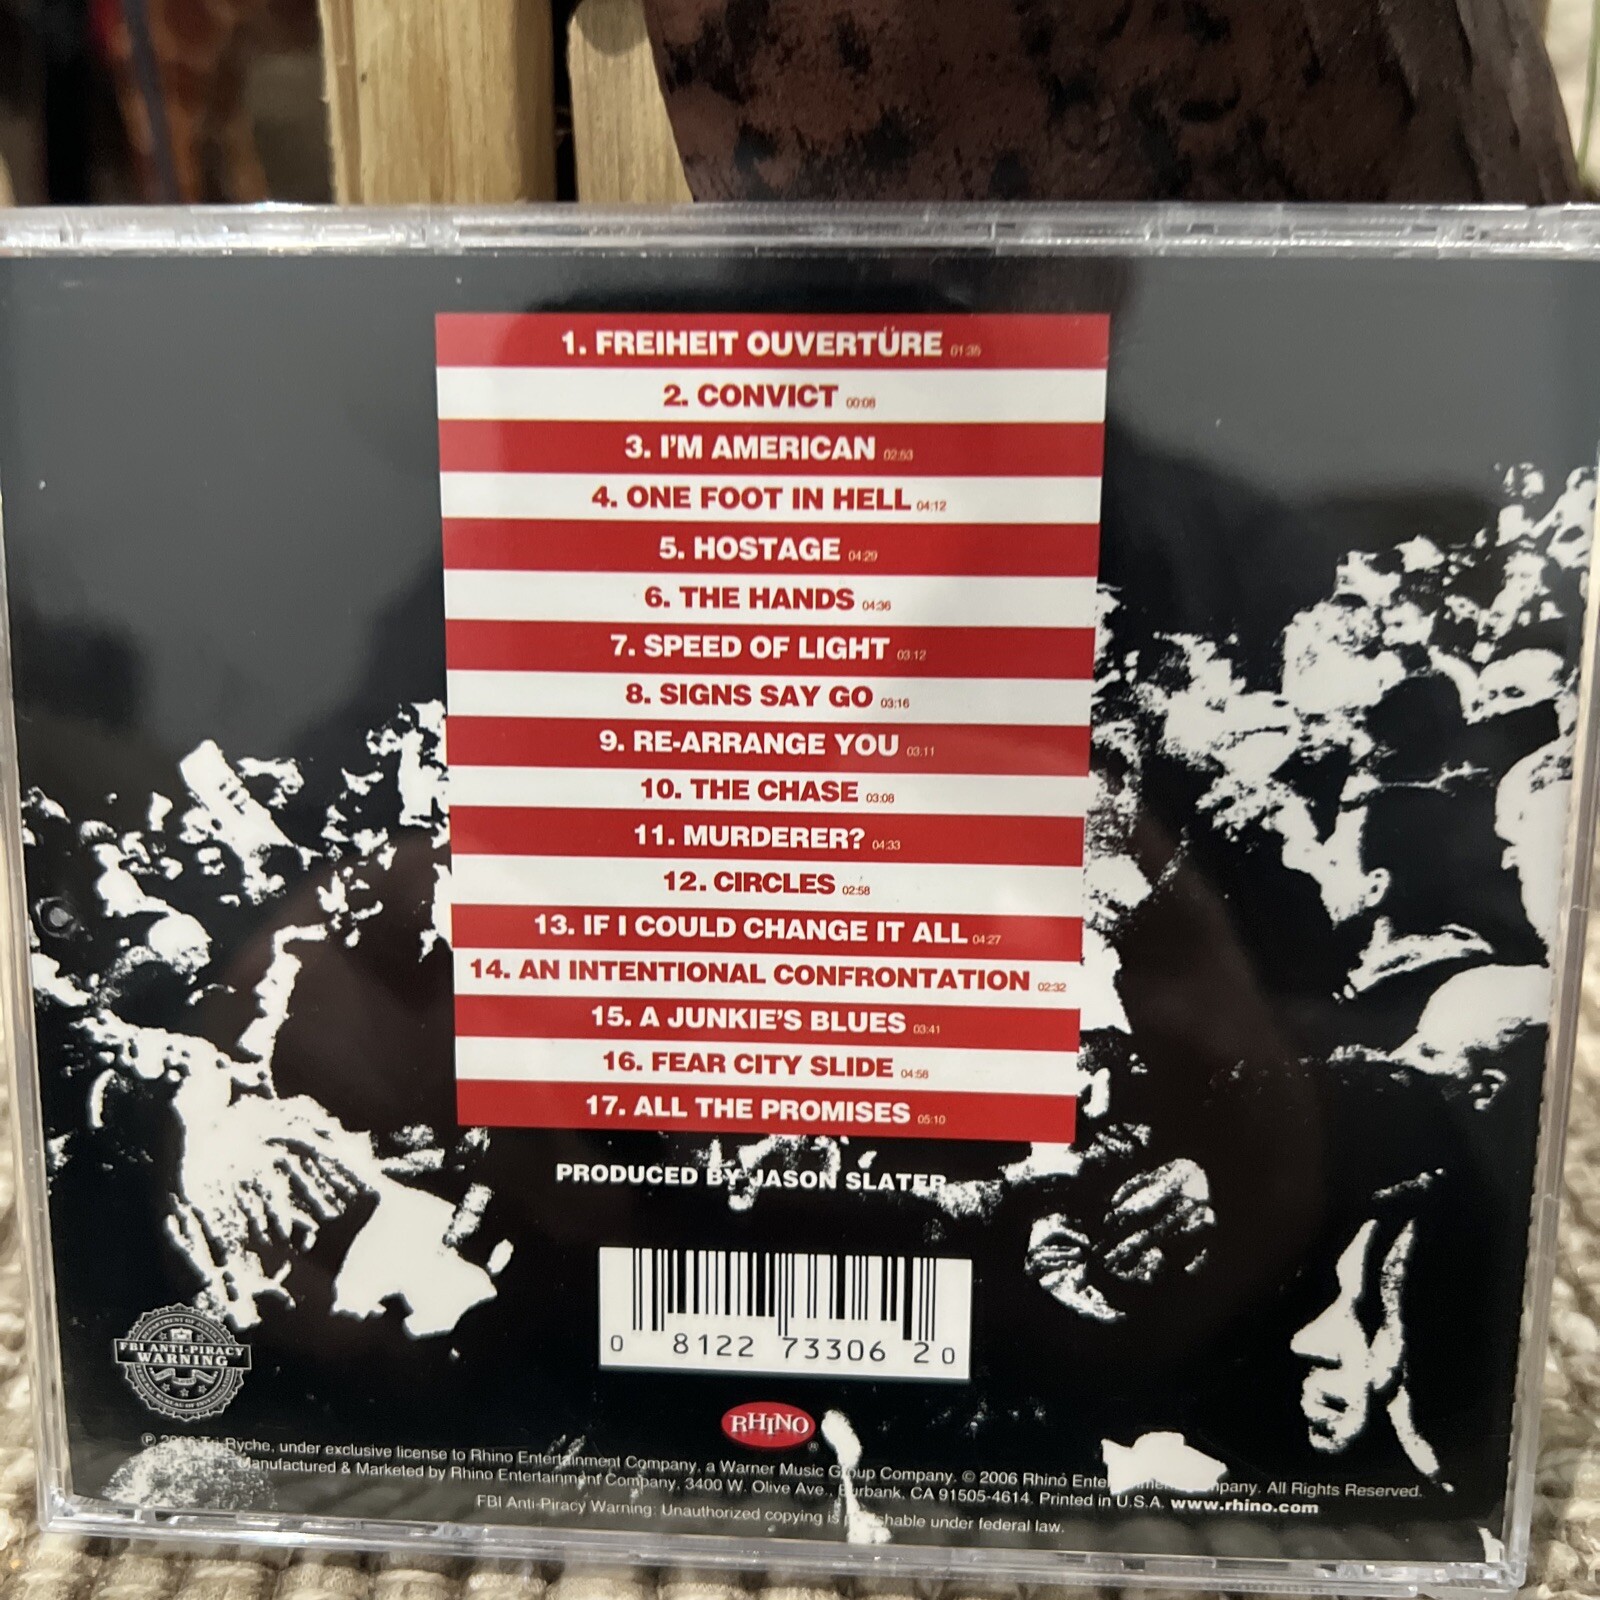 1. FREIHEIT OUVERTÜRE 01:35
2. CONVICT 00:08
3. I'M AMERICAN 02:53
4. ONE FOOT IN HELL 04:12
5. HOSTAGE 04:29
6. THE HANDS 04:36
7. SPEED OF LIGHT 03:12
8. SIGNS SAY GO 03:16
9. RE-ARRANGE YOU 03:11
10. THE CHASE 03:08
11. MURDERER? 04:33
12. CIRCLES 02:58
13. IF I COULD CHANGE IT ALL 04:27
14. AN INTENTIONAL CONFRONTATION 02:32
15. A JUNKIE'S BLUES 03:41
16. FEAR CITY SLIDE 04:58
17. ALL THE PROMISES 05:10
PRODUCED BY JASON SLATER
0 8122 73306 2 0
FBI ANTI-PIRACY
WARNING
RHINO ®
℗ 2006 Tri-Ryche, under exclusive license to Rhino Entertainment Company, a Warner Music Group Company. © 2006 Rhino Company. All Rights Reserved.
Manufactured & Marketed by Rhino Entertainment Company, 3400 W. Olive Ave., Burbank, CA 91505-4614. Printed in U.S.A. www.rhino.com
FBI Anti-Piracy Warning: Unauthorized copying is under federal law.